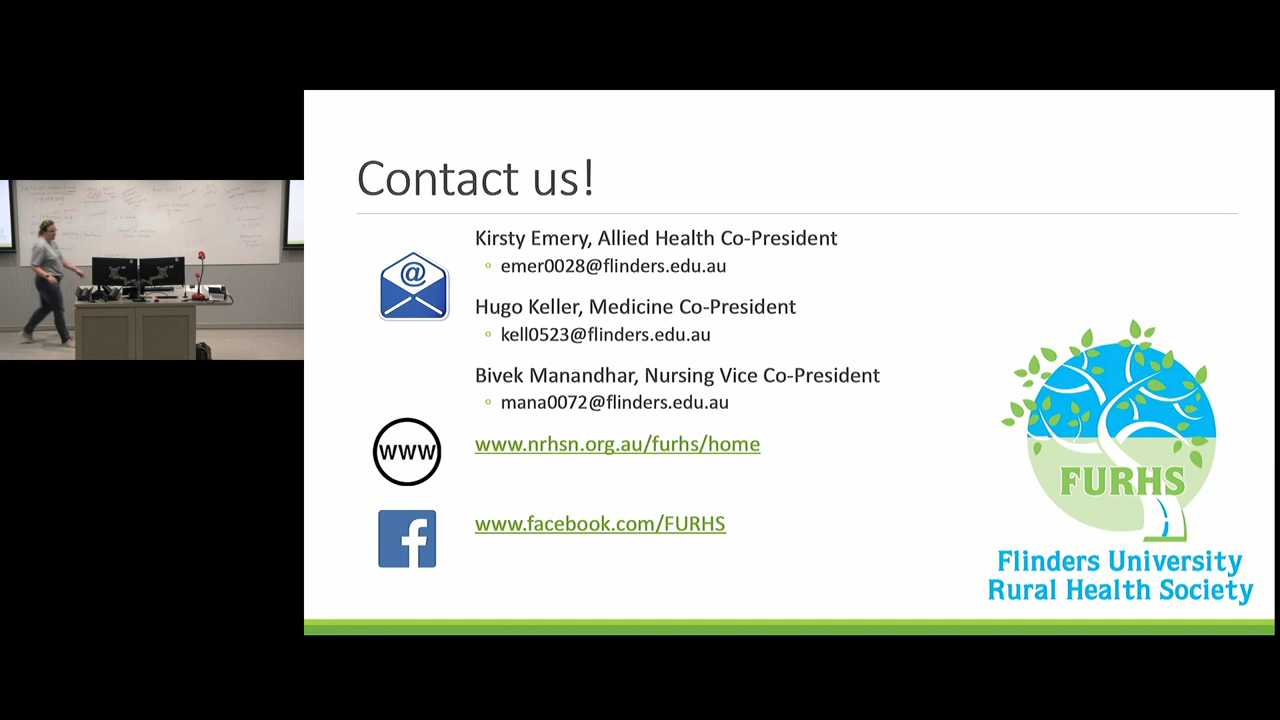 Contact us!
Kirsty Emery, Allied Health Co-President
emer0028@flinders.edu.au
Hugo Keller, Medicine Co-President
kell0523@flinders.edu.au
Bivek Manandhar, Nursing Vice Co-President
mana0072@flinders.edu.au
www
www.nrhsn.org.au/furhs/home
www.facebook.com/FURHS
FURHS
Flinders University
Rural Health Society